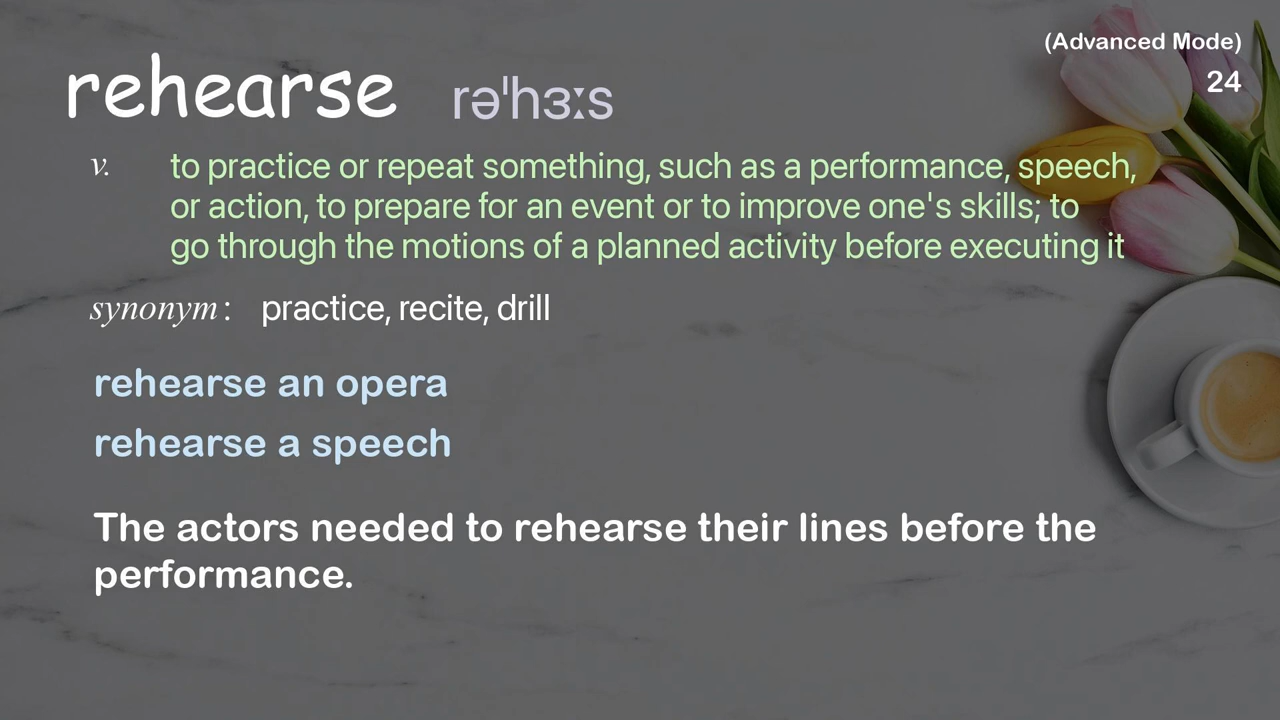 (Advanced Mode)
24
rehearse rəˈhɜːs
v. to practice or repeat something, such as a performance, speech,
or action, to prepare for an event or to improve one's skills; to
go through the motions of a planned activity before executing it
synonym: practice, recite, drill
rehearse an opera
rehearse a speech
The actors needed to rehearse their lines before the
performance.